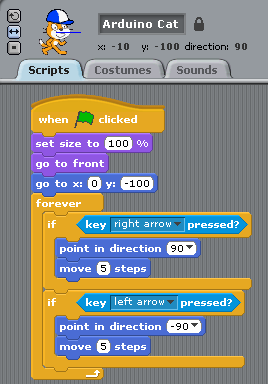 Arduino Cat
x: -10 y: -100 direction: 90
Scripts Costumes Sounds
when clicked
set size to 100 %
go to front
go to x: 0 y: -100
forever
if key right arrow pressed?
point in direction 90
move 5 steps
if key left arrow pressed?
point in direction -90
move 5 steps